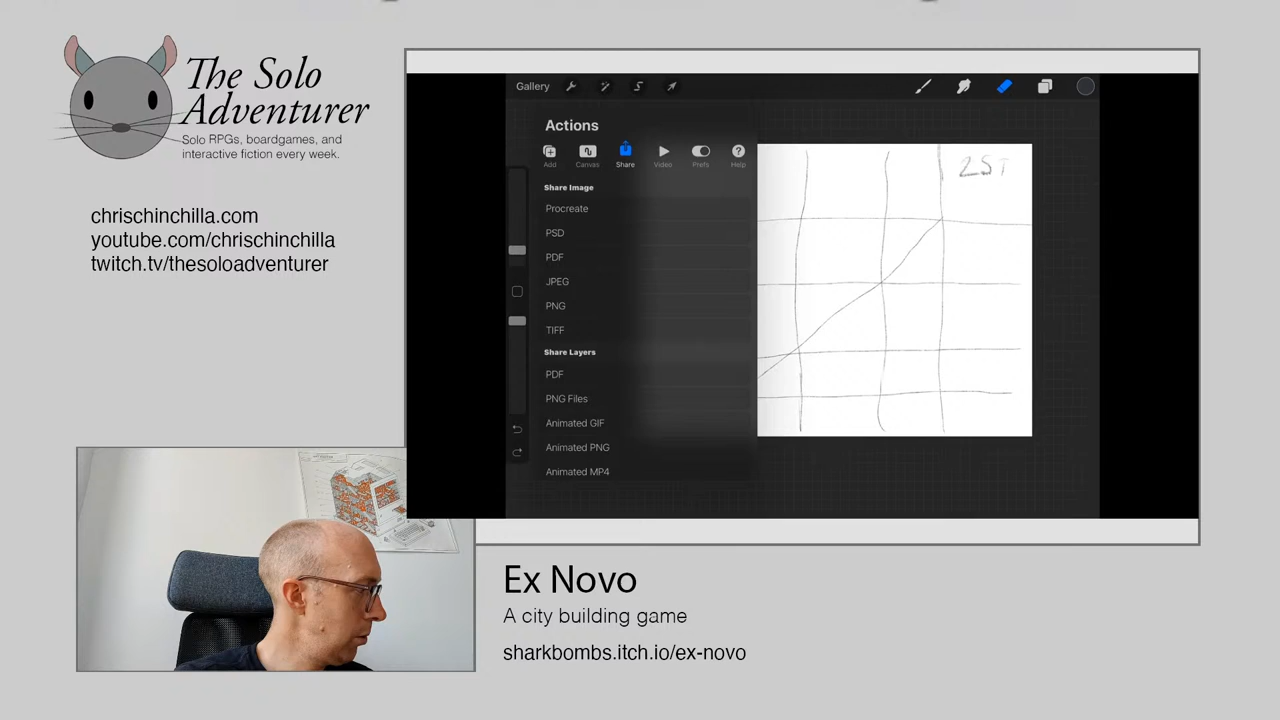 The Solo
Adventurer
Solo RPGs, boardgames, and
interactive fiction every week.
chrischinchilla.com
youtube.com/chrischinchilla
twitch.tv/thesoloadventurer
Gallery
Actions
Add
Canvas
Share
Video
Prefs
Help
Share Image
Procreate
PSD
PDF
JPEG
PNG
TIFF
Share Layers
PDF
PNG Files
Animated GIF
Animated PNG
Animated MP4
2ST
Ex Novo
A city building game
sharkbombs.itch.io/ex-novo